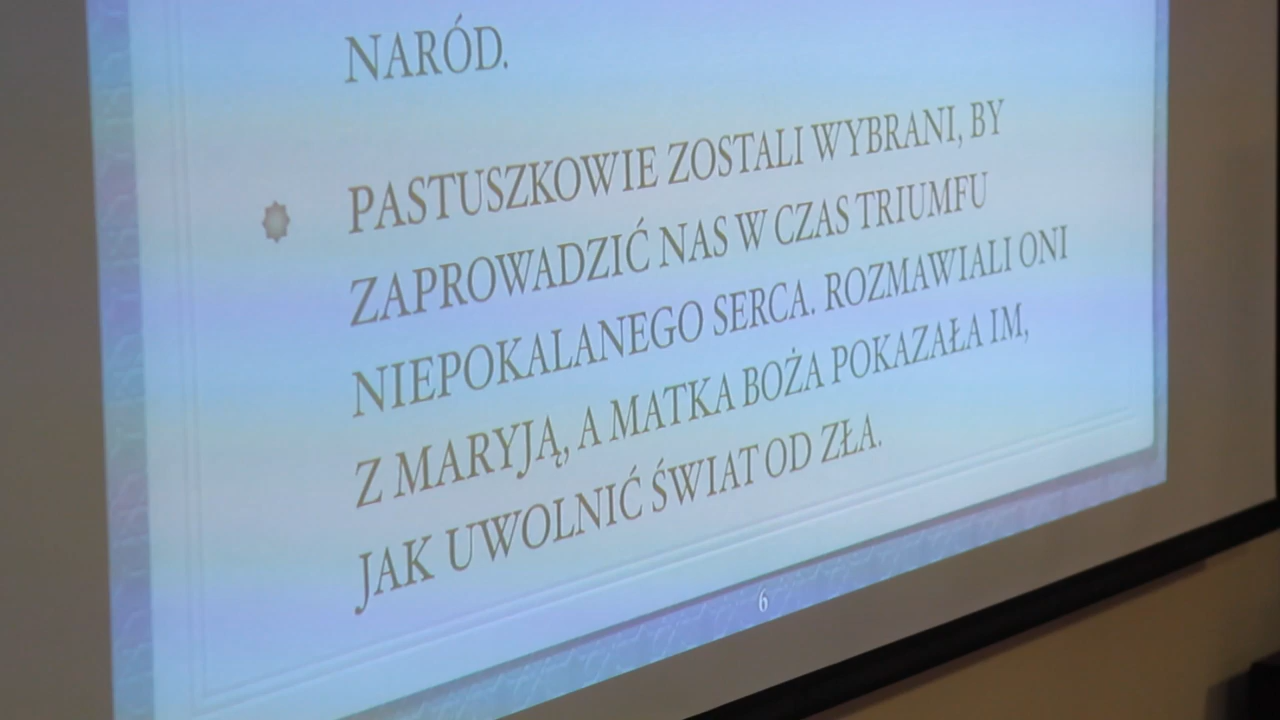 NARÓD.
PASTUSZKOWIE ZOSTALI WYBRANI, BY
ZAPROWADZIĆ NAS W CZAS TRIUMFU
NIEPOKALANEGO SERCA. ROZMAWIALI ONI
Z MARYJĄ, A MATKA BOŻA POKAZAŁA IM,
JAK UWOLNIĆ ŚWIAT OD ZŁA.
6